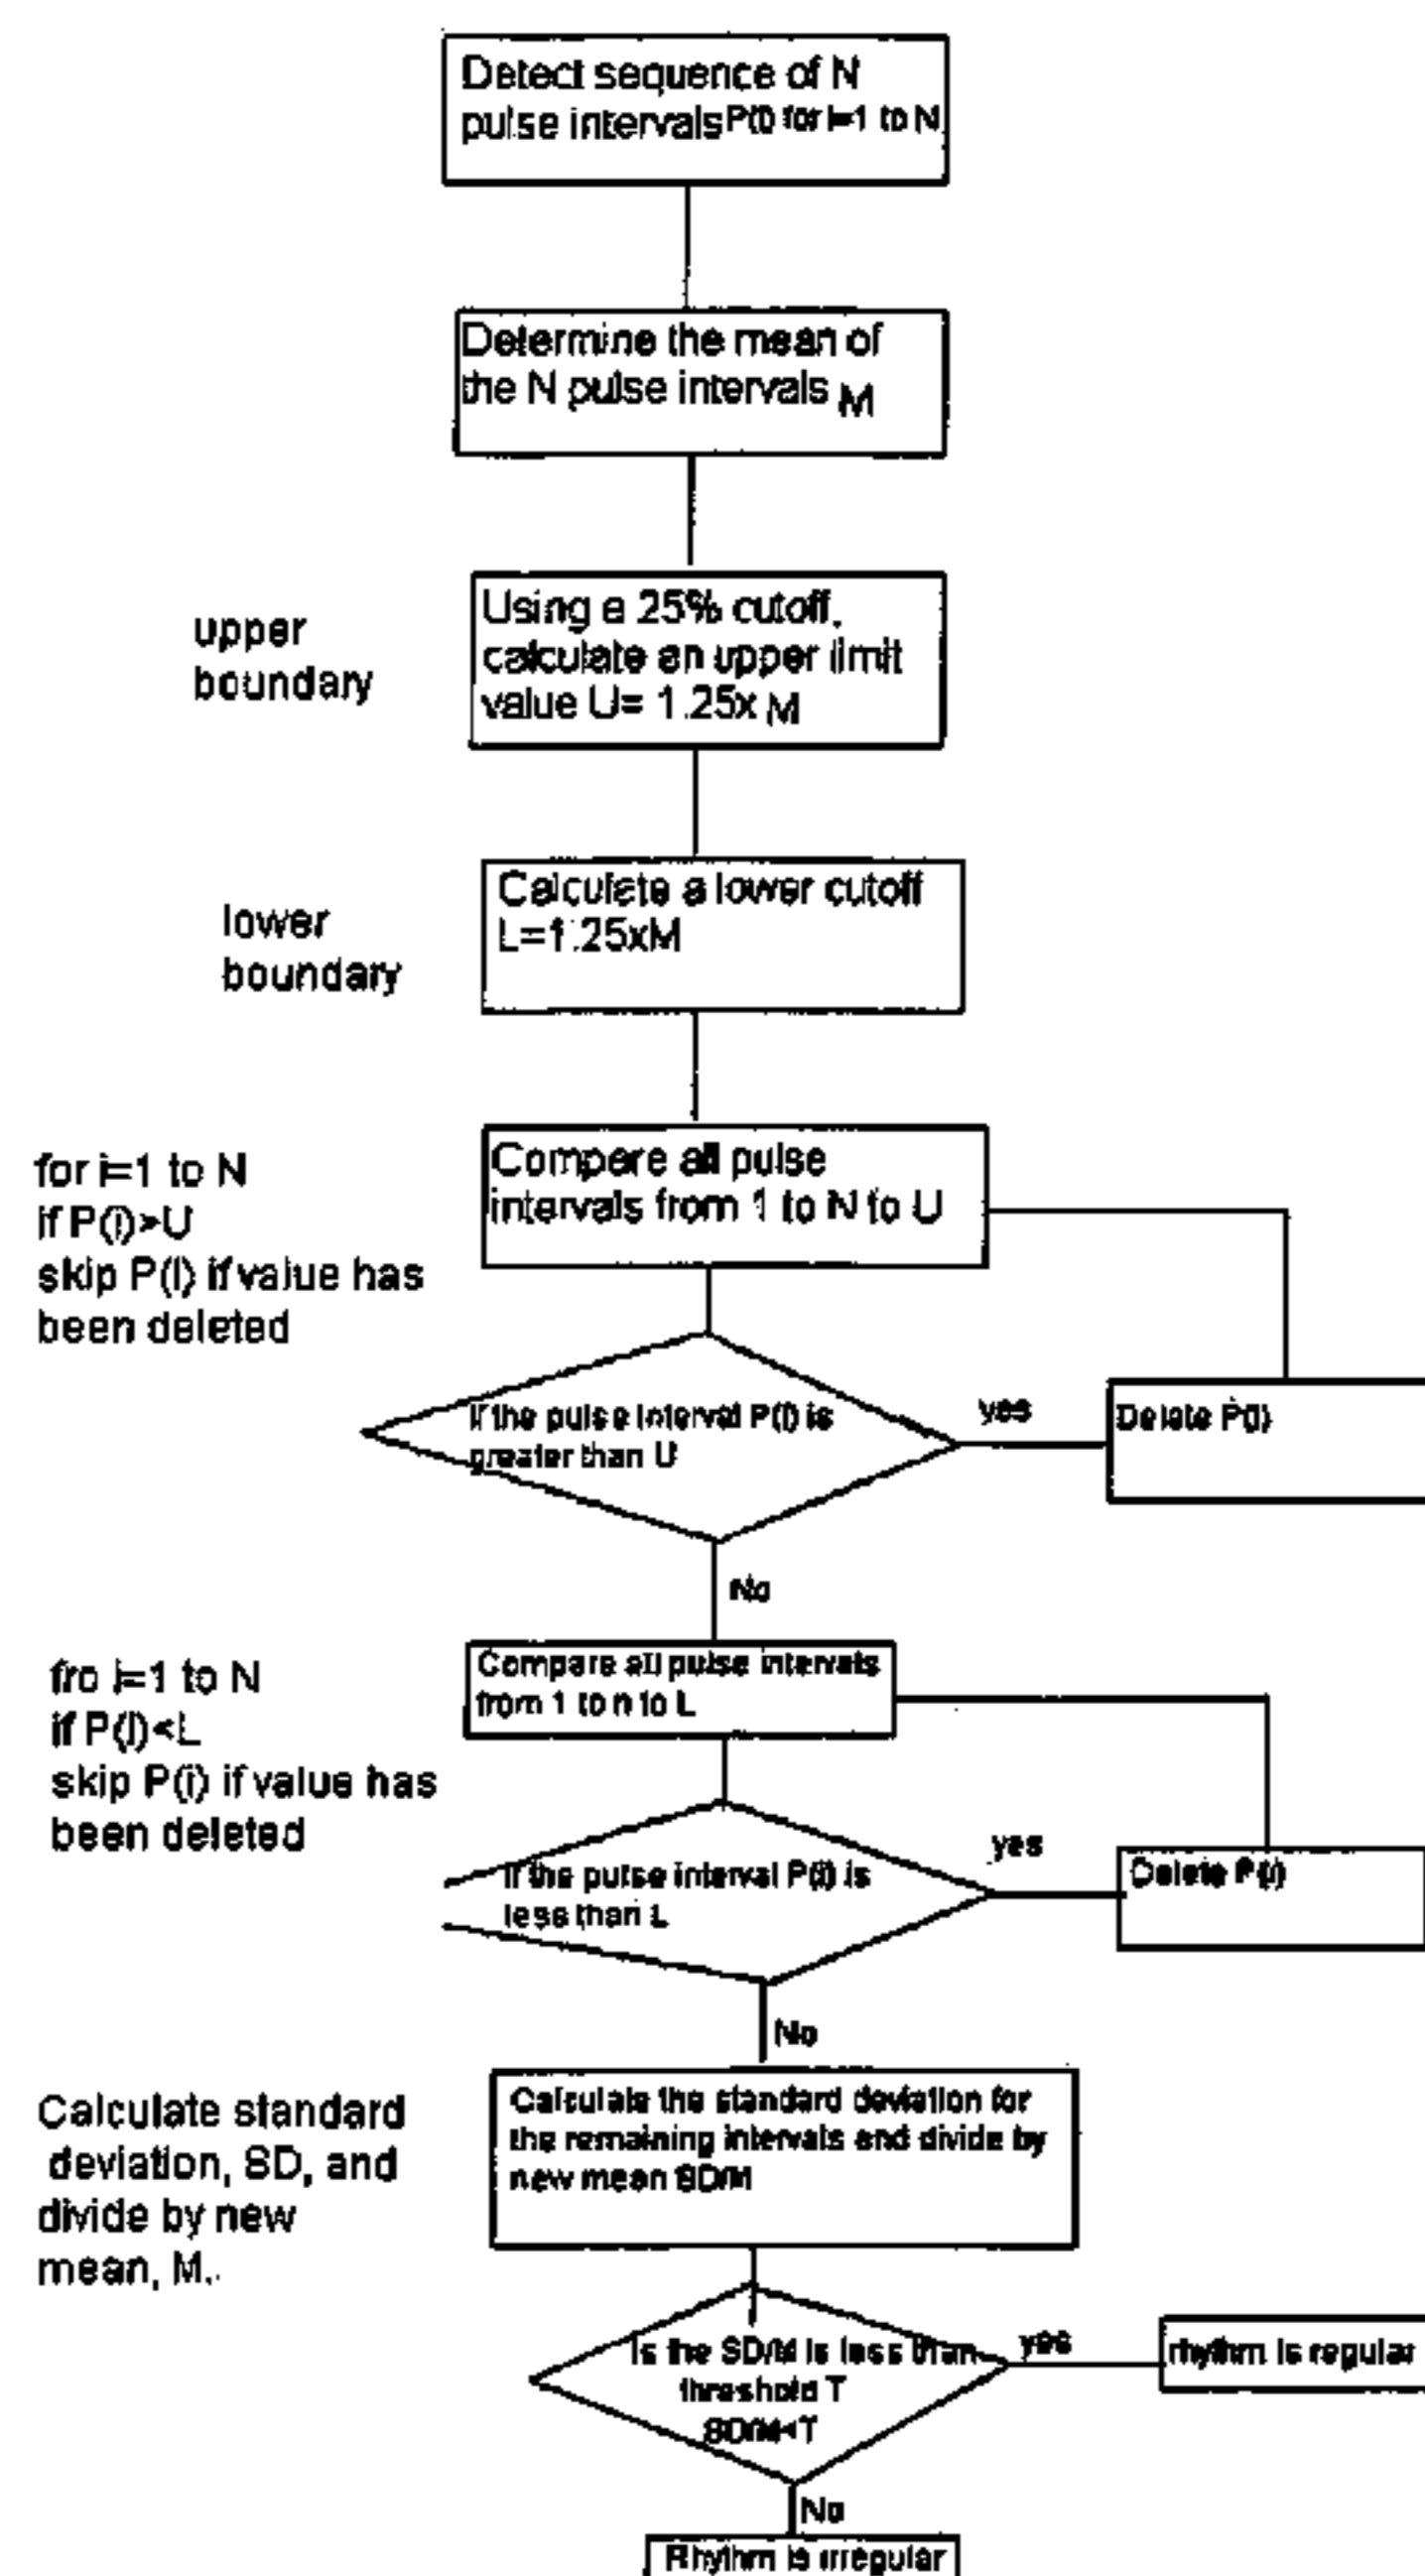 Detect sequence of N
pulse intervals P(i) for i=1 to N
Determine the mean of
the N pulse intervals M
upper
boundary
Using a 25% cutoff,
calculate an upper limit
value U= 1.25x M
lower
boundary
Calculate a lower cutoff
L=1.25xM
for i=1 to N
if P(i)>U
skip P(i) if value has
been deleted
Compare all pulse
intervals from 1 to N to U
If the pulse interval P(i) is
greater than U
yes
Delete P(i)
No
fro i=1 to N
if P(i)<L
skip P(i) if value has
been deleted
Compare all pulse intervals
from 1 to n to L
If the pulse interval P(i) is
less than L
yes
Delete P(i)
No
Calculate standard
deviation, SD, and
divide by new
mean, M.
Calculate the standard deviation for
the remaining intervals and divide by
new mean SD/M
Is the SD/M is less than
threshold T
SD/M<T
yes
rhythm is regular
No
Rhythm is irregular